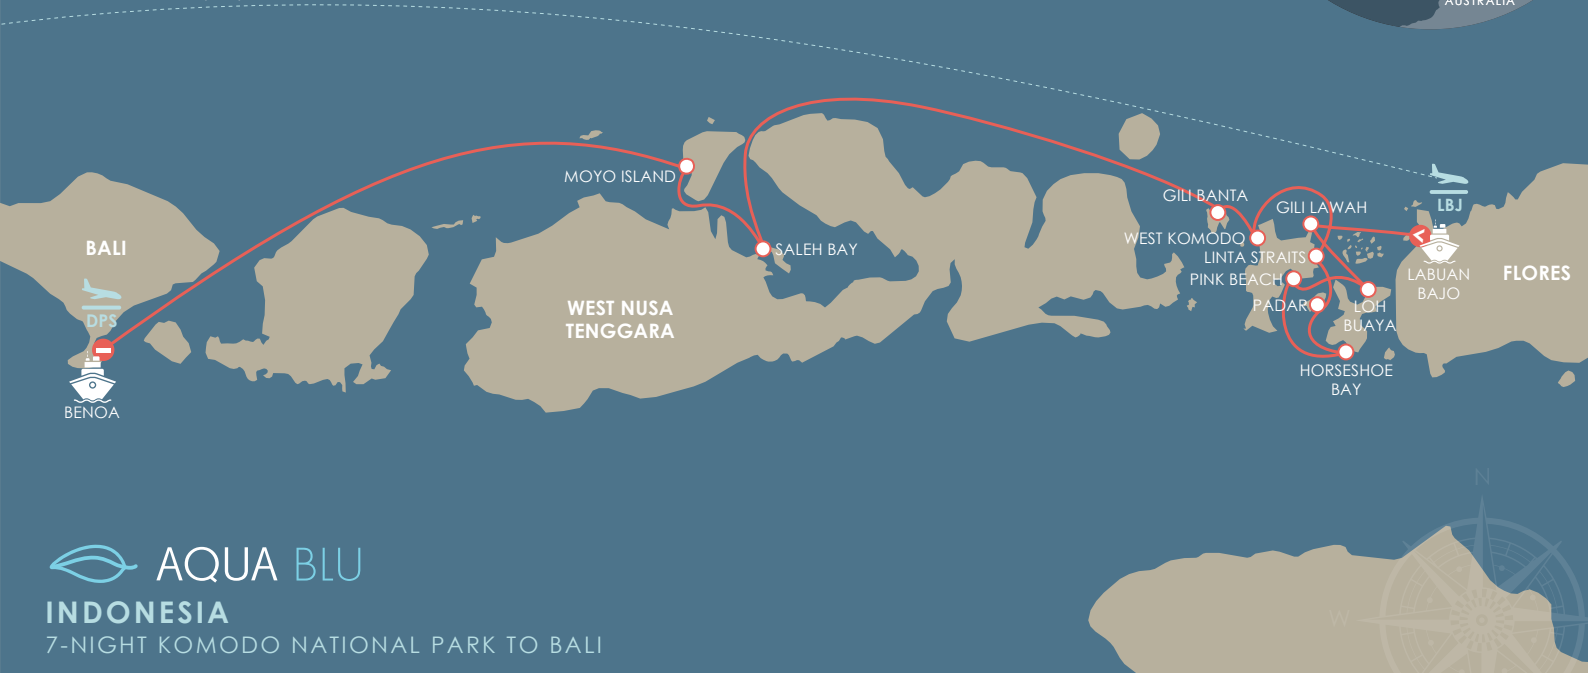 AUSTRALIA
LBJ
MOYO ISLAND
GILI BANTA
GILI LAWAH
BALI
WEST KOMODO
SALEH BAY
LINTA STRAITS
PINK BEACH
LABUAN
BAJO
FLORES
DPS
WEST NUSA
TENGGARA
PADAR
LOH
BUAYA
HORSESHOE
BAY
BENOA
N
W
AQUA BLU
INDONESIA
7-NIGHT KOMODO NATIONAL PARK TO BALI